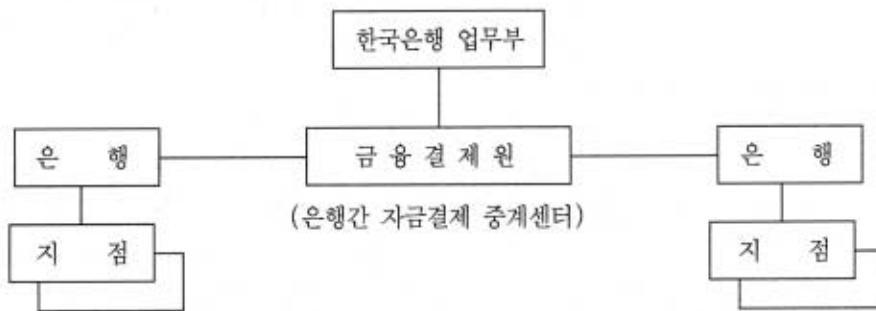 한국은행 업무부
은 행
금융결제원
은 행
(은행간 자금결제 중계센터)
지 점
지 점